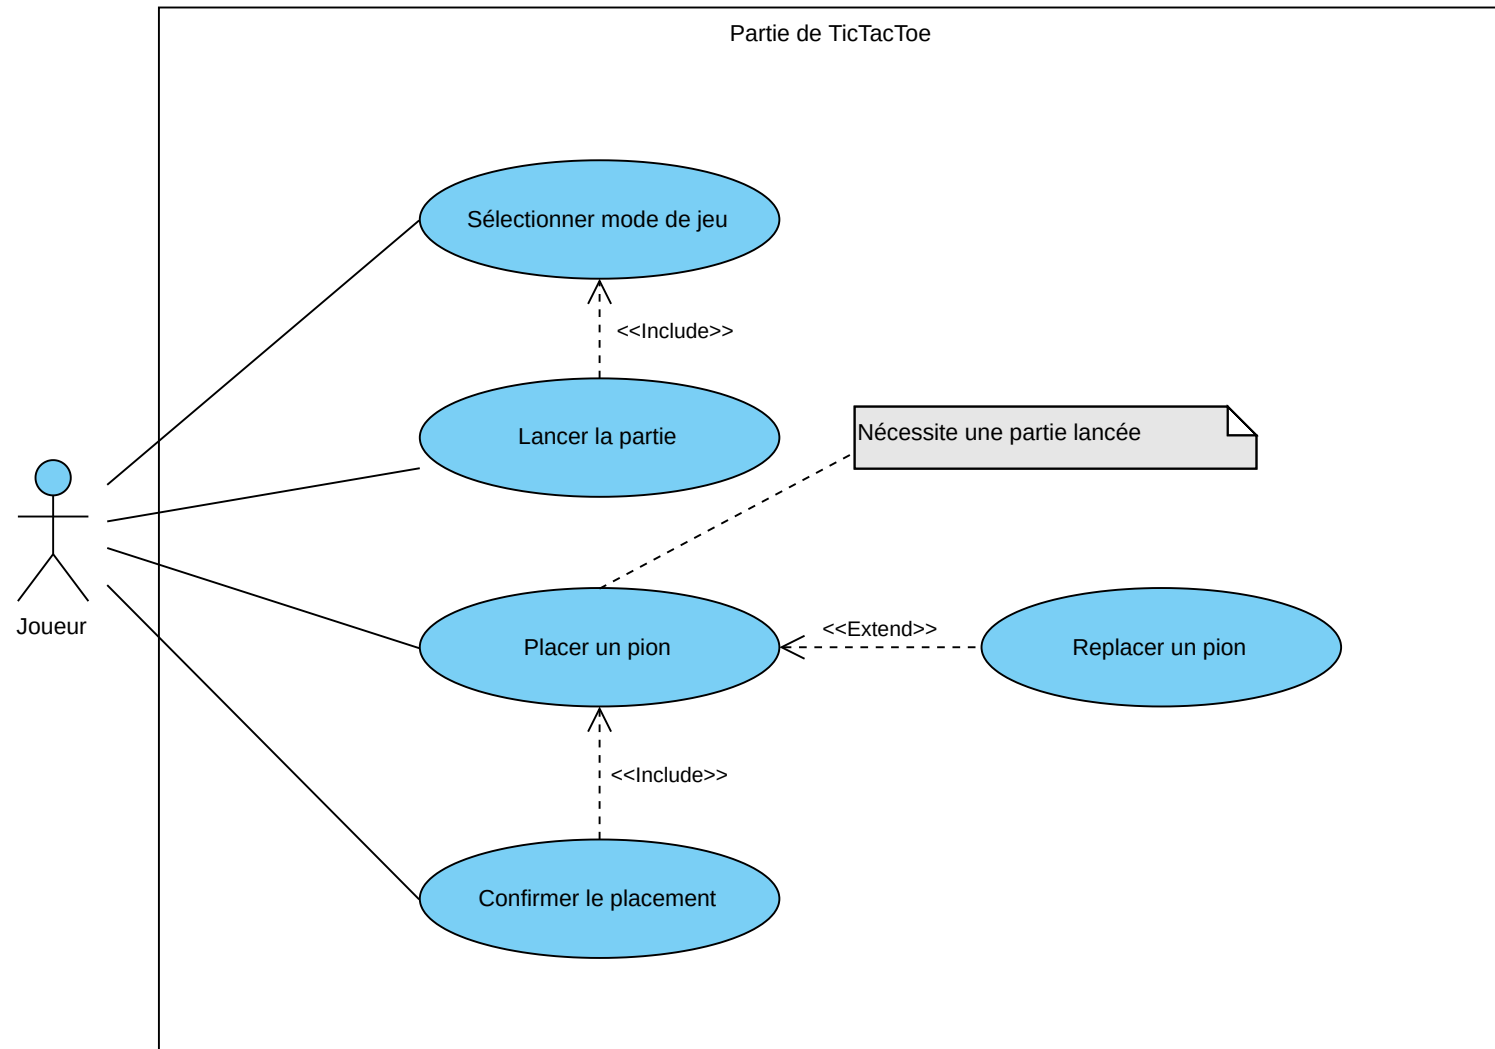 Partie de TicTacToe
Sélectionner mode de jeu
<<Include>>
Lancer la partie
Nécessite une partie lancée
Joueur
Placer un pion
<<Extend>>
Replacer un pion
<<Include>>
Confirmer le placement